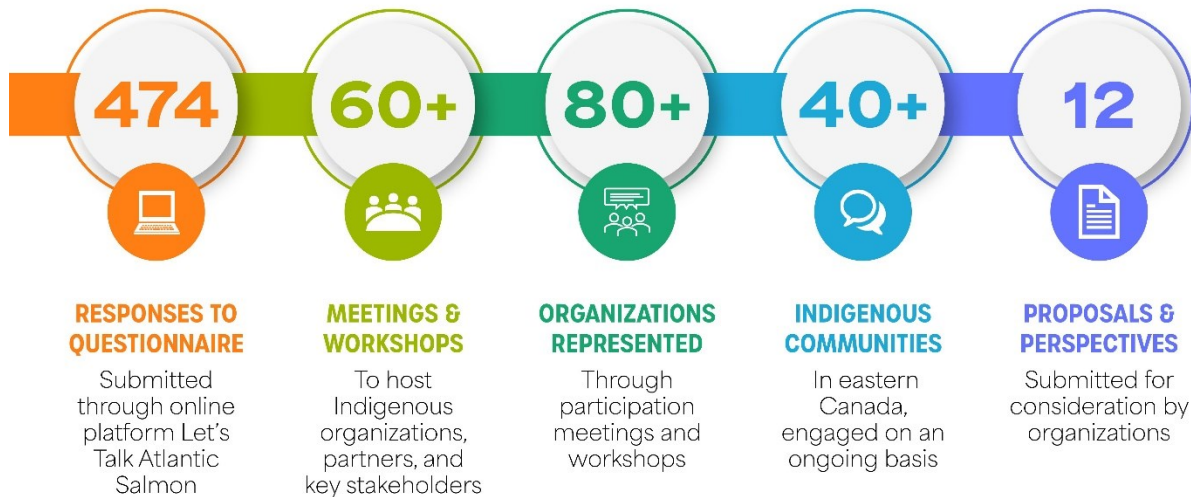 474
60+
80+
40+
12
RESPONSES TO
QUESTIONNAIRE
Submitted
through online
platform Let's
Talk Atlantic
Salmon
MEETINGS &
WORKSHOPS
To host
Indigenous
organizations,
partners, and
key stakeholders
ORGANIZATIONS
REPRESENTED
Through
participation
meetings and
workshops
INDIGENOUS
COMMUNITIES
In eastern
Canada,
engaged on an
ongoing basis
PROPOSALS &
PERSPECTIVES
Submitted for
consideration by
organizations